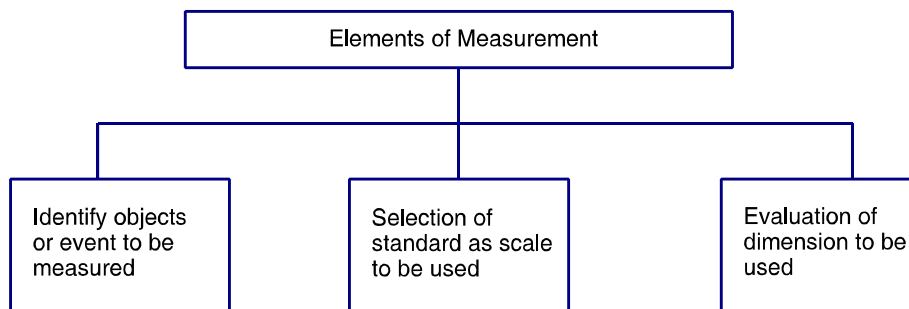 Elements of Measurement
Identify objects
or event to be
measured
Selection of
standard as scale
to be used
Evaluation of
dimension to be
used